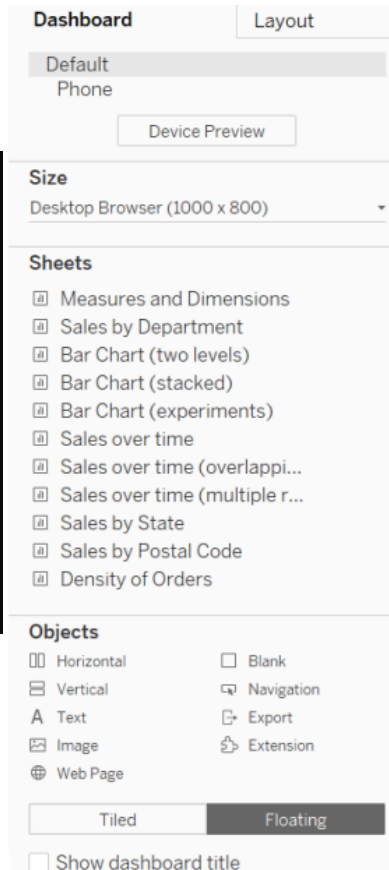 Dashboard
Layout
Default
Phone
Device Preview
Size
Desktop Browser (1000 x 800)
Sheets
Measures and Dimensions
Sales by Department
Bar Chart (two levels)
Bar Chart (stacked)
Bar Chart (experiments)
Sales over time
Sales over time (overlappi...
Sales over time (multiple r...
Sales by State
Sales by Postal Code
Density of Orders
Objects
Horizontal
Blank
Vertical
Navigation
A Text
Export
Image
Extension
Web Page
Tiled
Floating
Show dashboard title